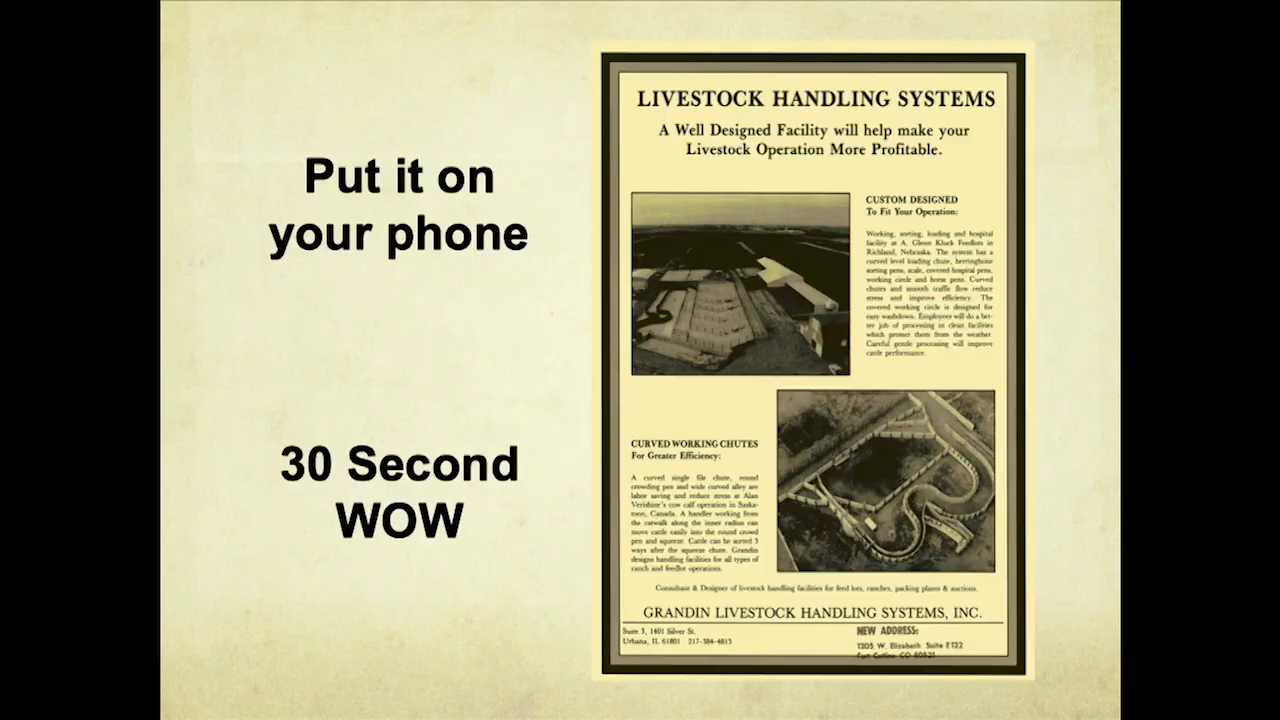 Put it on
your phone
30 Second
WOW
LIVESTOCK HANDLING SYSTEMS
A Well Designed Facility will help make your
Livestock Operation More Profitable.
CUSTOM DESIGNED
To Fit Your Operation:
Working, sorting, loading and hospital
facility at A. Glenn Kluck Feedlots in
Richland, Nebraska. The system has a
curved level loading chute, herringbone
sorting pens, scale, covered hospital pens,
working circle and horse pens. Curved
chutes and smooth traffic flow reduce
stress and improve efficiency. The
covered working circle is designed for
easy washdown. Employees will do a bet-
ter job of processing in clean facilities
which protect them from the weather.
Careful gentle processing will improve
cattle performance.
CURVED WORKING CHUTES
For Greater Efficiency:
A curved single file chute, round
crowding pen and wide curved alley are
labor saving and reduce stress at Alan
Verishine's cow calf operation in Saska-
toon, Canada. A handler working from
the catwalk along the inner radius can
move cattle easily into the round crowd
pen and squeeze. Cattle can be sorted 3
ways after the squeeze chute. Grandin
designs handling facilities for all types of
ranch and feedlot operations.
Consultant & Designer of livestock handling facilities for feed lots, ranches, packing plants & auctions.
GRANDIN LIVESTOCK HANDLING SYSTEMS, INC.
Suite 3, 1401 Silver St.
Urbana, IL 61801 217-384-4815
NEW ADDRESS:
1205 W. Elizabeth Suite E122
Fort Collins CO 80521